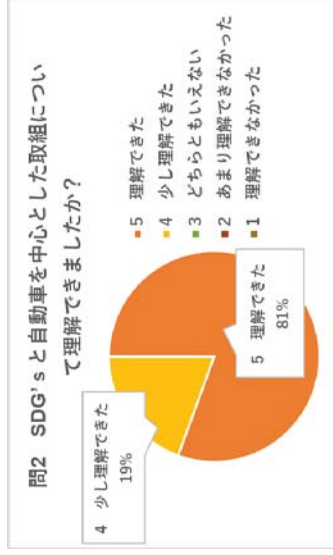 問2 SDG’s と自動車を中心とした取組につい
て理解できましたか？
4 少し理解できた
19%
5 理解できた
81%
5 理解できた
4 少し理解できた
3 どちらともいえない
2 あまり理解できなかった
1 理解できなかった